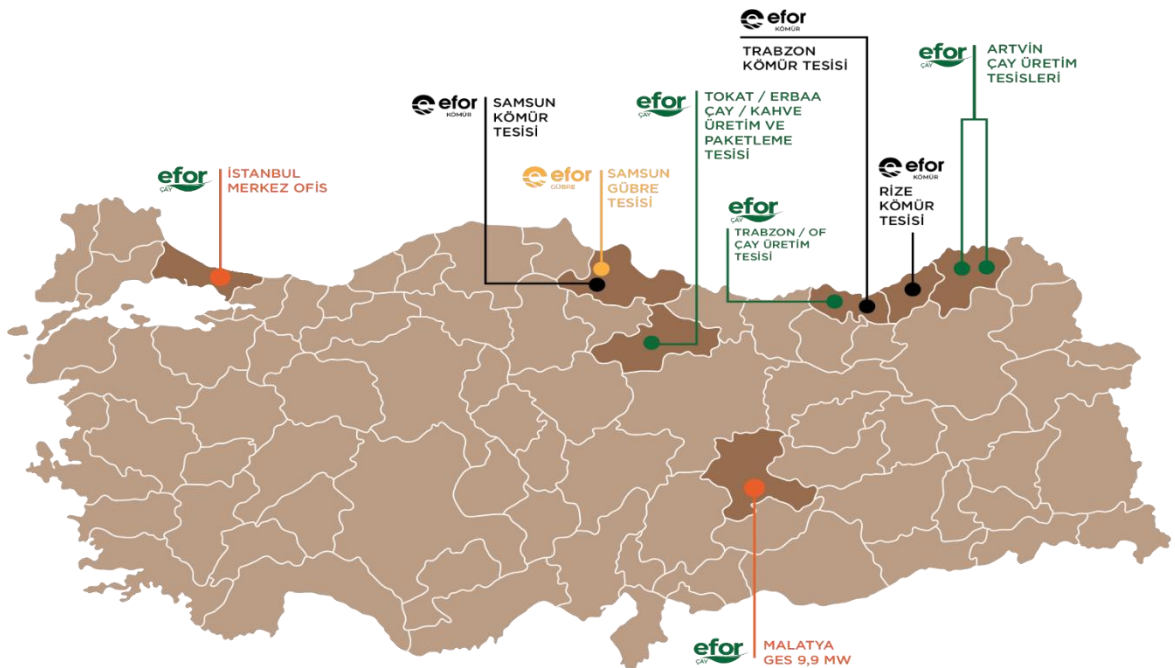 efor
ÇAY
İSTANBUL
MERKEZ OFİS
efor
KÖMÜR
SAMSUN
KÖMÜR
TESİSİ
efor
GÜBRE
SAMSUN
GÜBRE
TESİSİ
efor
ÇAY
TOKAT / ERBAA
ÇAY / KAHVE
ÜRETİM VE
PAKETLEME
TESİSİ
efor
KÖMÜR
TRABZON
KÖMÜR TESİSİ
efor
ÇAY
TRABZON / OF
ÇAY ÜRETİM
TESİSİ
efor
KÖMÜR
RİZE
KÖMÜR
TESİSİ
efor
ÇAY
ARTVİN
ÇAY ÜRETİM
TESİSLERİ
efor
ÇAY
MALATYA
GES 9,9 MW